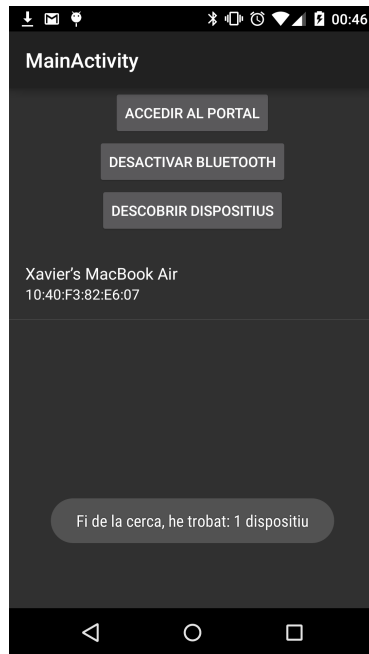 00:46
MainActivity
ACCEDIR AL PORTAL
DESACTIVAR BLUETOOTH
DESCOBRIR DISPOSITIUS
Xavier’s MacBook Air
10:40:F3:82:E6:07
Fi de la cerca, he trobat: 1 dispositiu